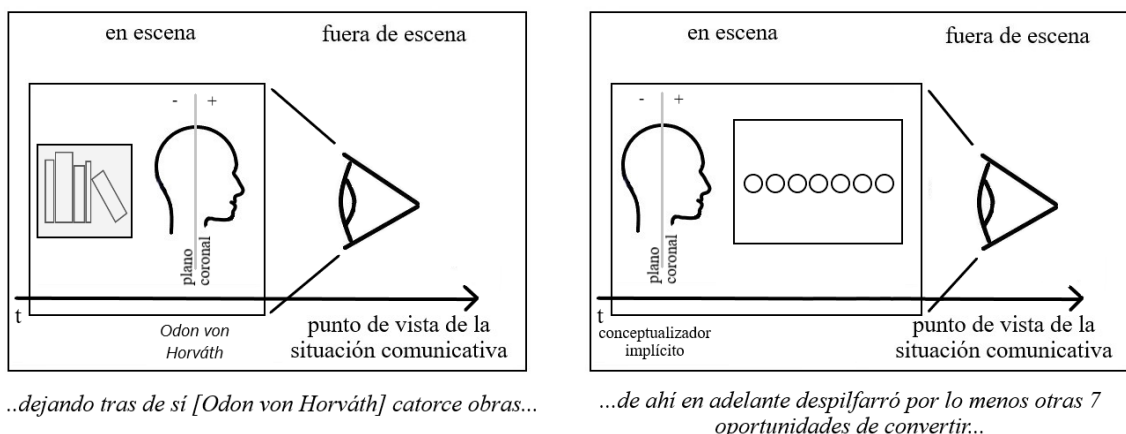 en escena
fuera de escena
- +
plano
coronal
t
Odon von
Horváth
punto de vista de la
situación comunicativa
..dejando tras de sí [Odon von Horváth] catorce obras...
en escena
fuera de escena
- +
plano
coronal
t
conceptualizador
implícito
punto de vista de la
situación comunicativa
...de ahí en adelante despilfarró por lo menos otras 7
oportunidades de convertir...